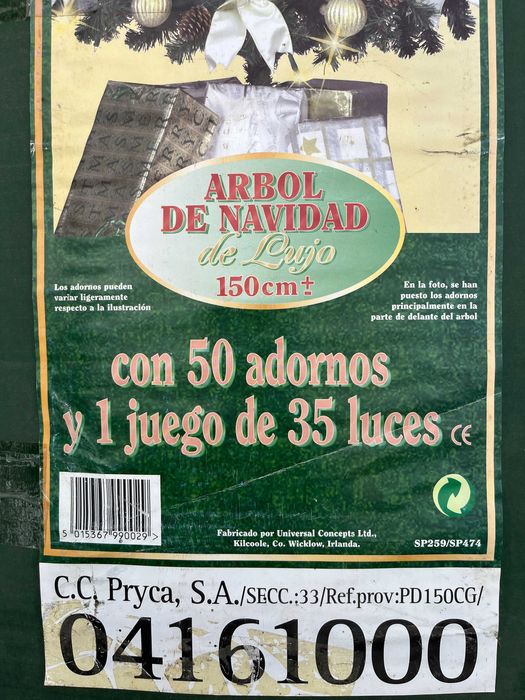 ARBOL
DE NAVIDAD
de Lujo
150cm±
Los adornos pueden
variar ligeramente
respecto a la ilustración
En la foto, se han
puesto los adornos
principalmente en la
parte de delante del arbol
con 50 adornos
y 1 juego de 35 luces CE
5 015367 990029 >
Fabricado por Universal Concepts Ltd.,
Kilcoole, Co. Wicklow, Irlanda.
SP259/SP474
C.C. Pryca, S.A./SECC.:33/Ref.prov:PD150CG/
04161000